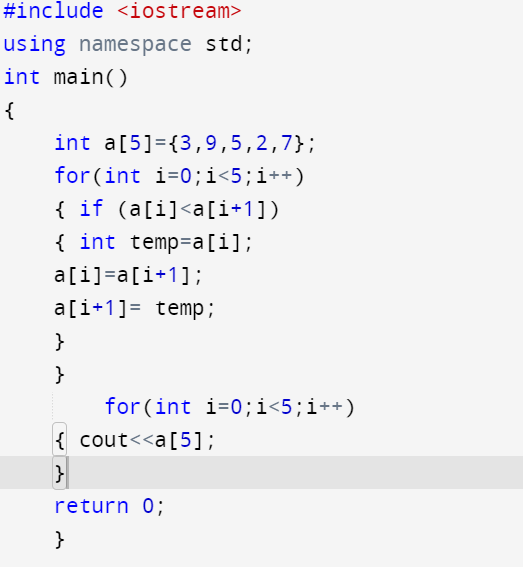 #include <iostream>
using namespace std;
int main()
{
    int a[5]={3,9,5,2,7};
    for(int i=0;i<5;i++)
    { if (a[i]<a[i+1])
    { int temp=a[i];
    a[i]=a[i+1];
    a[i+1]= temp;
    }
    }
        for(int i=0;i<5;i++)
    { cout<<a[5];
    }
    return 0;
    }